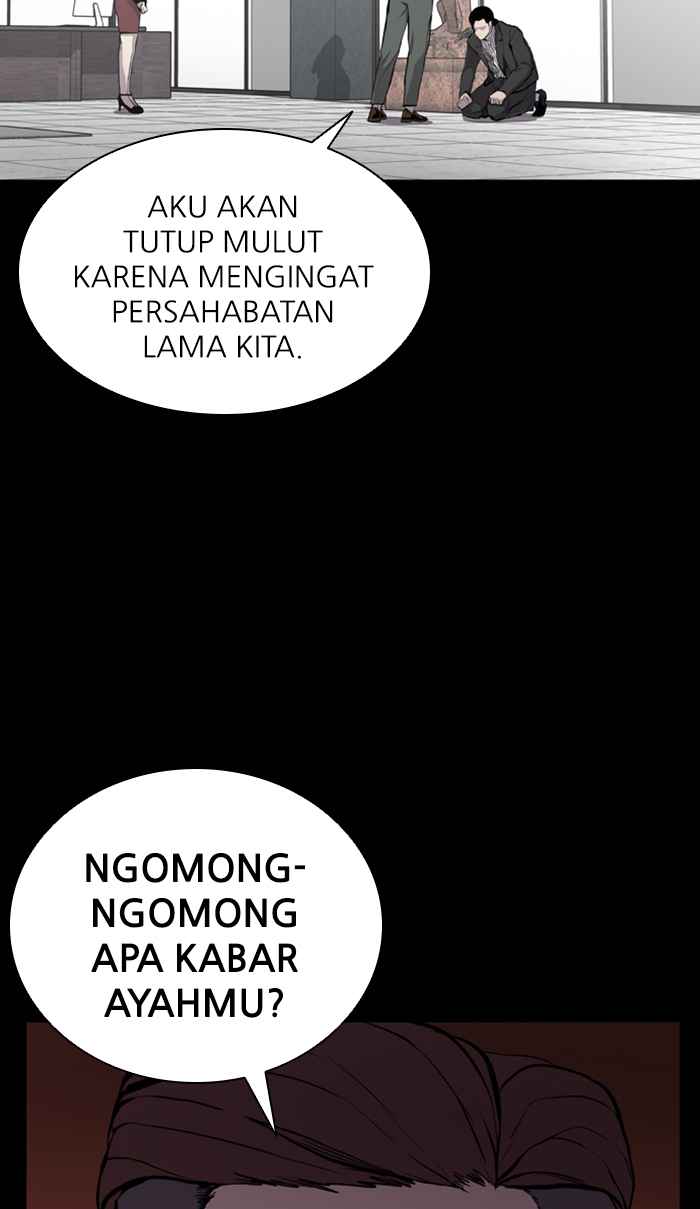 AKU AKAN
TUTUP MULUT
KARENA MENGINGAT
PERSAHABATAN
LAMA KITA.
NGOMONG-
NGOMONG
APA KABAR
AYAHMU?